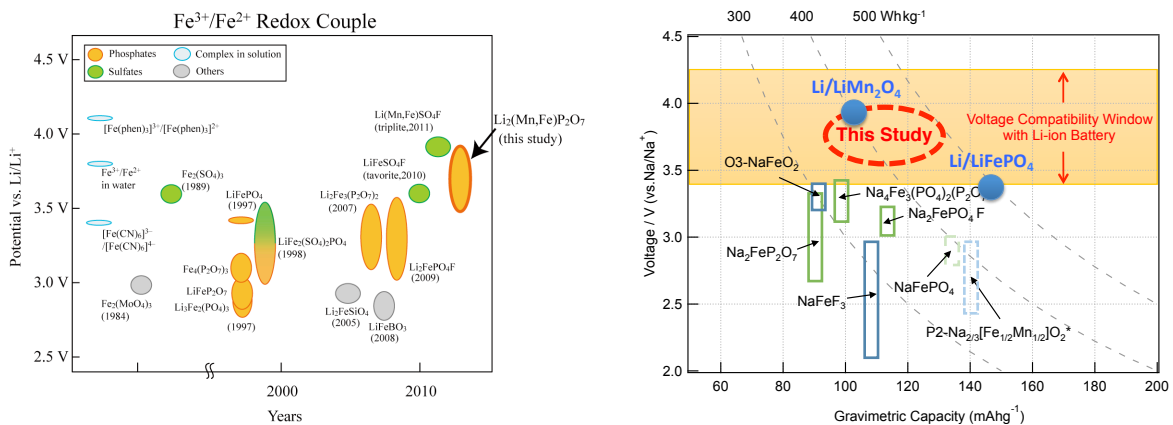 Fe³⁺/Fe²⁺ Redox Couple
Phosphates
Complex in solution
Sulfates
Others
Potential vs. Li/Li⁺
4.5 V
4.0 V
3.5 V
3.0 V
2.5 V
[Fe(phen)₃]³⁺/[Fe(phen)₃]²⁺
Fe³⁺/Fe²⁺
in water
[Fe(CN)₆]³⁻
/[Fe(CN)₆]⁴⁻
Fe₂(MoO₄)₃
(1984)
Fe₂(SO₄)₃
(1989)
LiFePO₄
(1997)
Fe₄(P₂O₇)₃
LiFeP₂O₇
Li₃Fe₂(PO₄)₃
(1997)
LiFe₂(SO₄)₂PO₄
(1998)
Li₂FeSiO₄
(2005)
Li₂Fe₃(P₂O₇)₂
(2007)
LiFeBO₃
(2008)
Li₂FePO₄F
(2009)
LiFeSO₄F
(tavorite,2010)
Li(Mn,Fe)SO₄F
(triplite,2011)
Li₂(Mn,Fe)P₂O₇
(this study)
2000
2010
Years
300
400
500 Wh kg⁻¹
Voltage / V (vs.Na/Na⁺)
4.5
4.0
3.5
3.0
2.5
2.0
Li/LiMn₂O₄
This Study
Voltage Compatibility Window
with Li-ion Battery
Li/LiFePO₄
O3-NaFeO₂
Na₄Fe₃(PO₄)₂(P₂O
Na₂FePO₄ F
Na₂FeP₂O₇
NaFePO₄
NaFeF₃
P2-Na₂/₃[Fe₁/₂Mn₁/₂]O₂*
60
80
100
120
140
160
180
200
Gravimetric Capacity (mAhg⁻¹)